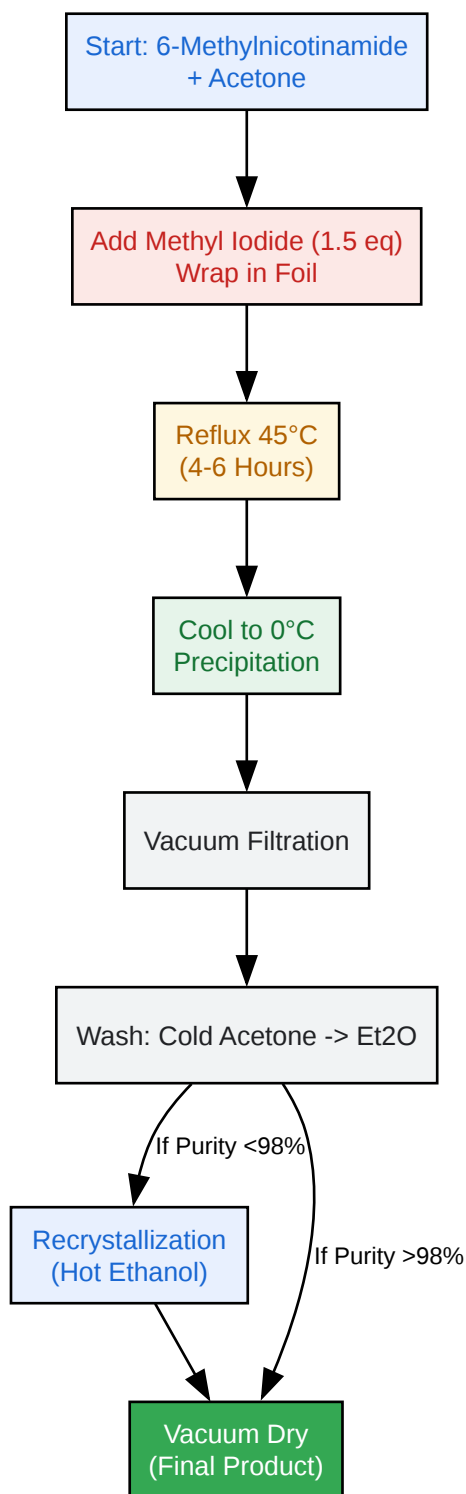 Start: 6-Methylnicotinamide
+ Acetone
Add Methyl Iodide (1.5 eq)
Wrap in Foil
Reflux 45°C
(4-6 Hours)
Cool to 0°C
Precipitation
Vacuum Filtration
Wash: Cold Acetone -> Et2O
If Purity <98%
Recrystallization
(Hot Ethanol)
If Purity >98%
Vacuum Dry
(Final Product)